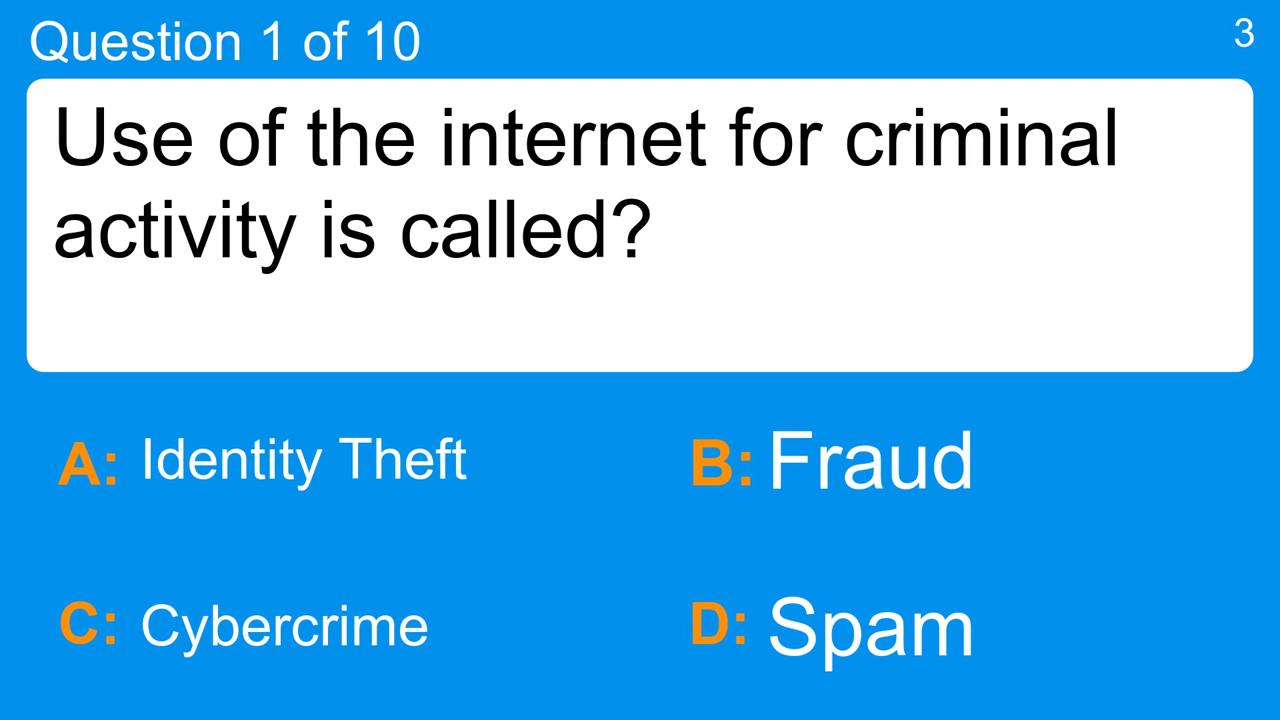 Question 1 of 10
3
Use of the internet for criminal
activity is called?
A: Identity Theft
B: Fraud
C: Cybercrime
D: Spam